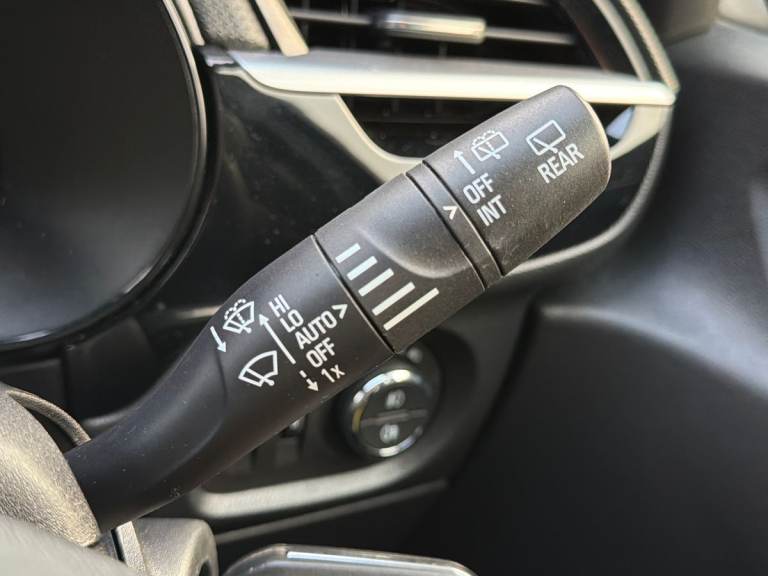 HI
LO
AUTO >
OFF
1x
>
OFF
INT
REAR